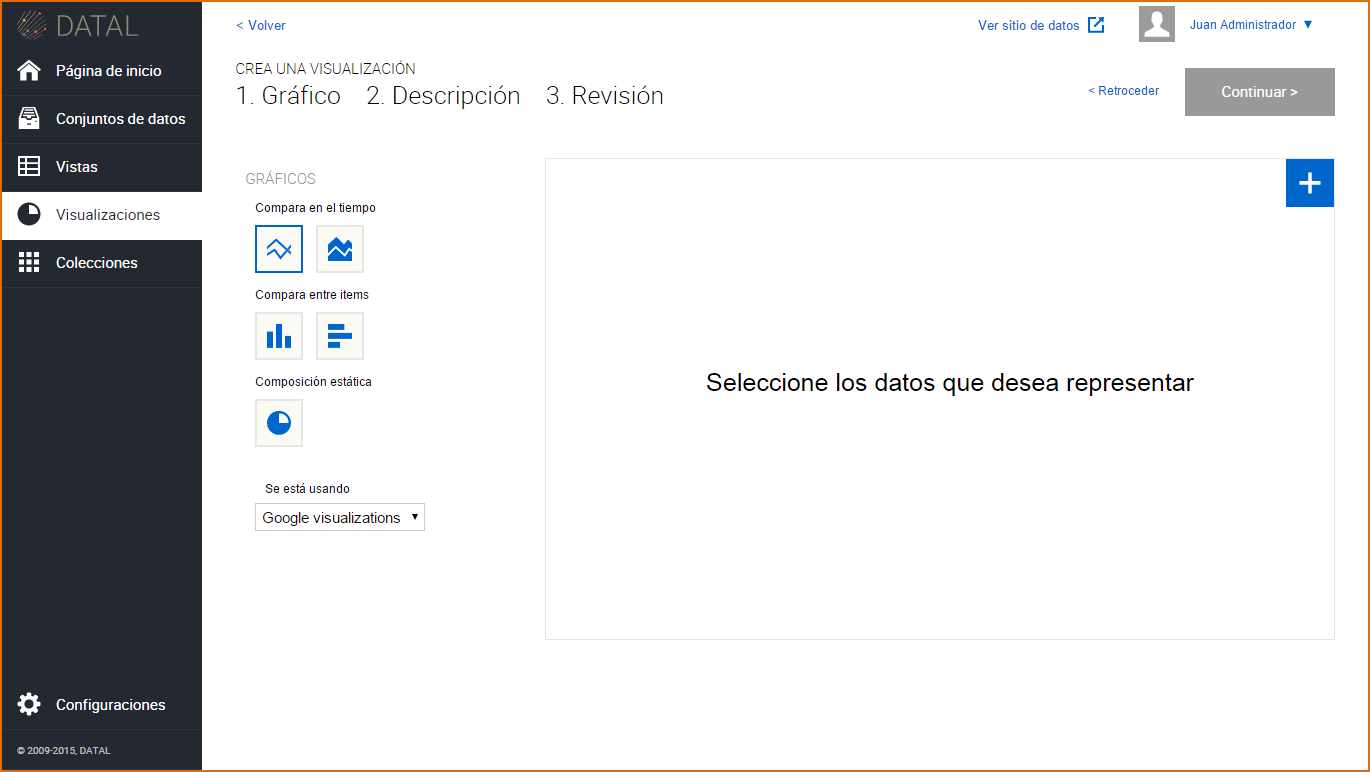 DATAL
Página de inicio
Conjuntos de datos
Vistas
Visualizaciones
Colecciones
Configuraciones
© 2009-2015, DATAL
< Volver
Ver sitio de datos
Juan Administrador ▼
CREA UNA VISUALIZACIÓN
1. Gráfico 2. Descripción 3. Revisión
< Retroceder
Continuar >
GRÁFICOS
Compara en el tiempo
Compara entre items
Composición estática
Se está usando
Google visualizations
Seleccione los datos que desea representar